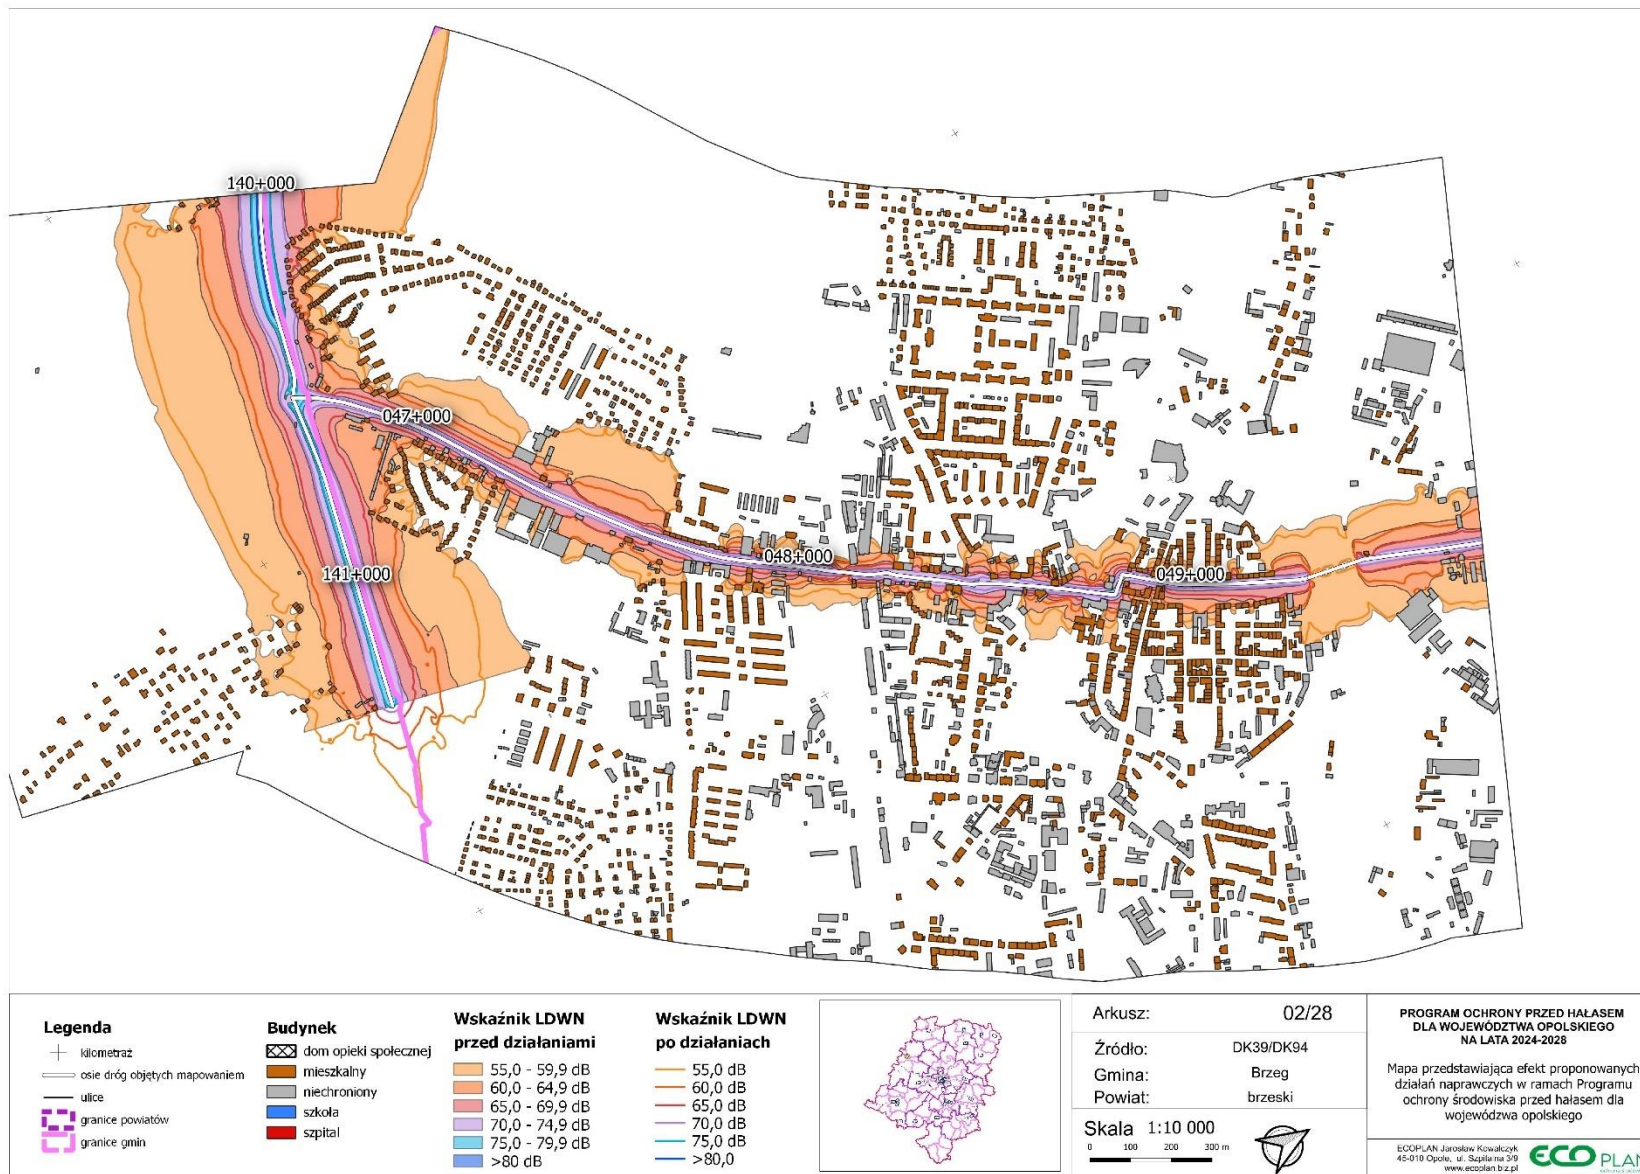 140+000
047+000
048+000
141+000
049+000
Legenda
kilometraż
osie dróg objętych mapowaniem
ulice
granice powiatów
granice gmin
Budynek
dom opieki społecznej
mieszkalny
niechroniony
szkoła
szpital
Wskaźnik LDWN
przed działaniami
55,0 - 59,9 dB
60,0 - 64,9 dB
65,0 - 69,9 dB
70,0 - 74,9 dB
75,0 - 79,9 dB
>80 dB
Wskaźnik LDWN
po działaniach
55,0 dB
60,0 dB
65,0 dB
70,0 dB
75,0 dB
>80,0
Arkusz: 02/28
Źródło: DK39/DK94
Gmina: Brzeg
Powiat: brzeski
Skala 1:10 000
0 100 200 300 m
PROGRAM OCHRONY PRZED HAŁASEM
DLA WOJEWÓDZTWA OPOLSKIEGO
NA LATA 2024-2028
Mapa przedstawiająca efekt proponowanych
działań naprawczych w ramach Programu
ochrony środowiska przed hałasem dla
wojewódzwa opolskiego
ECOPLAN Jarosław Kowalczyk
45-010 Opole, ul. Szpitalna 3/9
www.ecoplan.biz.pl
ECO PLAN